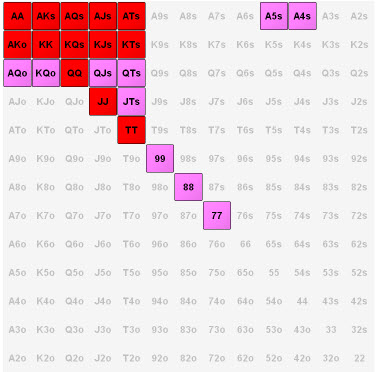 AA AKs AQs AJs ATs A9s A8s A7s A6s A5s A4s A3s A2s
AKo KK KQs KJs KTs K9s K8s K7s K6s K5s K4s K3s K2s
AQo KQo QQ QJs QTs Q9s Q8s Q7s Q6s Q5s Q4s Q3s Q2s
AJo KJo QJo JJ JTs J9s J8s J7s J6s J5s J4s J3s J2s
ATo KTo QTo JTo TT T9s T8s T7s T6s T5s T4s T3s T2s
A9o K9o Q9o J9o T9o 99 98s 97s 96s 95s 94s 93s 92s
A8o K8o Q8o J8o T8o 98o 88 87s 86s 85s 84s 83s 82s
A7o K7o Q7o J7o T7o 97o 87o 77 76s 75s 74s 73s 72s
A6o K6o Q6o J6o T6o 96o 86o 76o 66 65s 64s 63s 62s
A5o K5o Q5o J5o T5o 95o 85o 75o 65o 55 54s 53s 52s
A4o K4o Q4o J4o T4o 94o 84o 74o 64o 54o 44 43s 42s
A3o K3o Q3o J3o T3o 93o 83o 73o 63o 53o 43o 33 32s
A2o K2o Q2o J2o T2o 92o 82o 72o 62o 52o 42o 32o 22